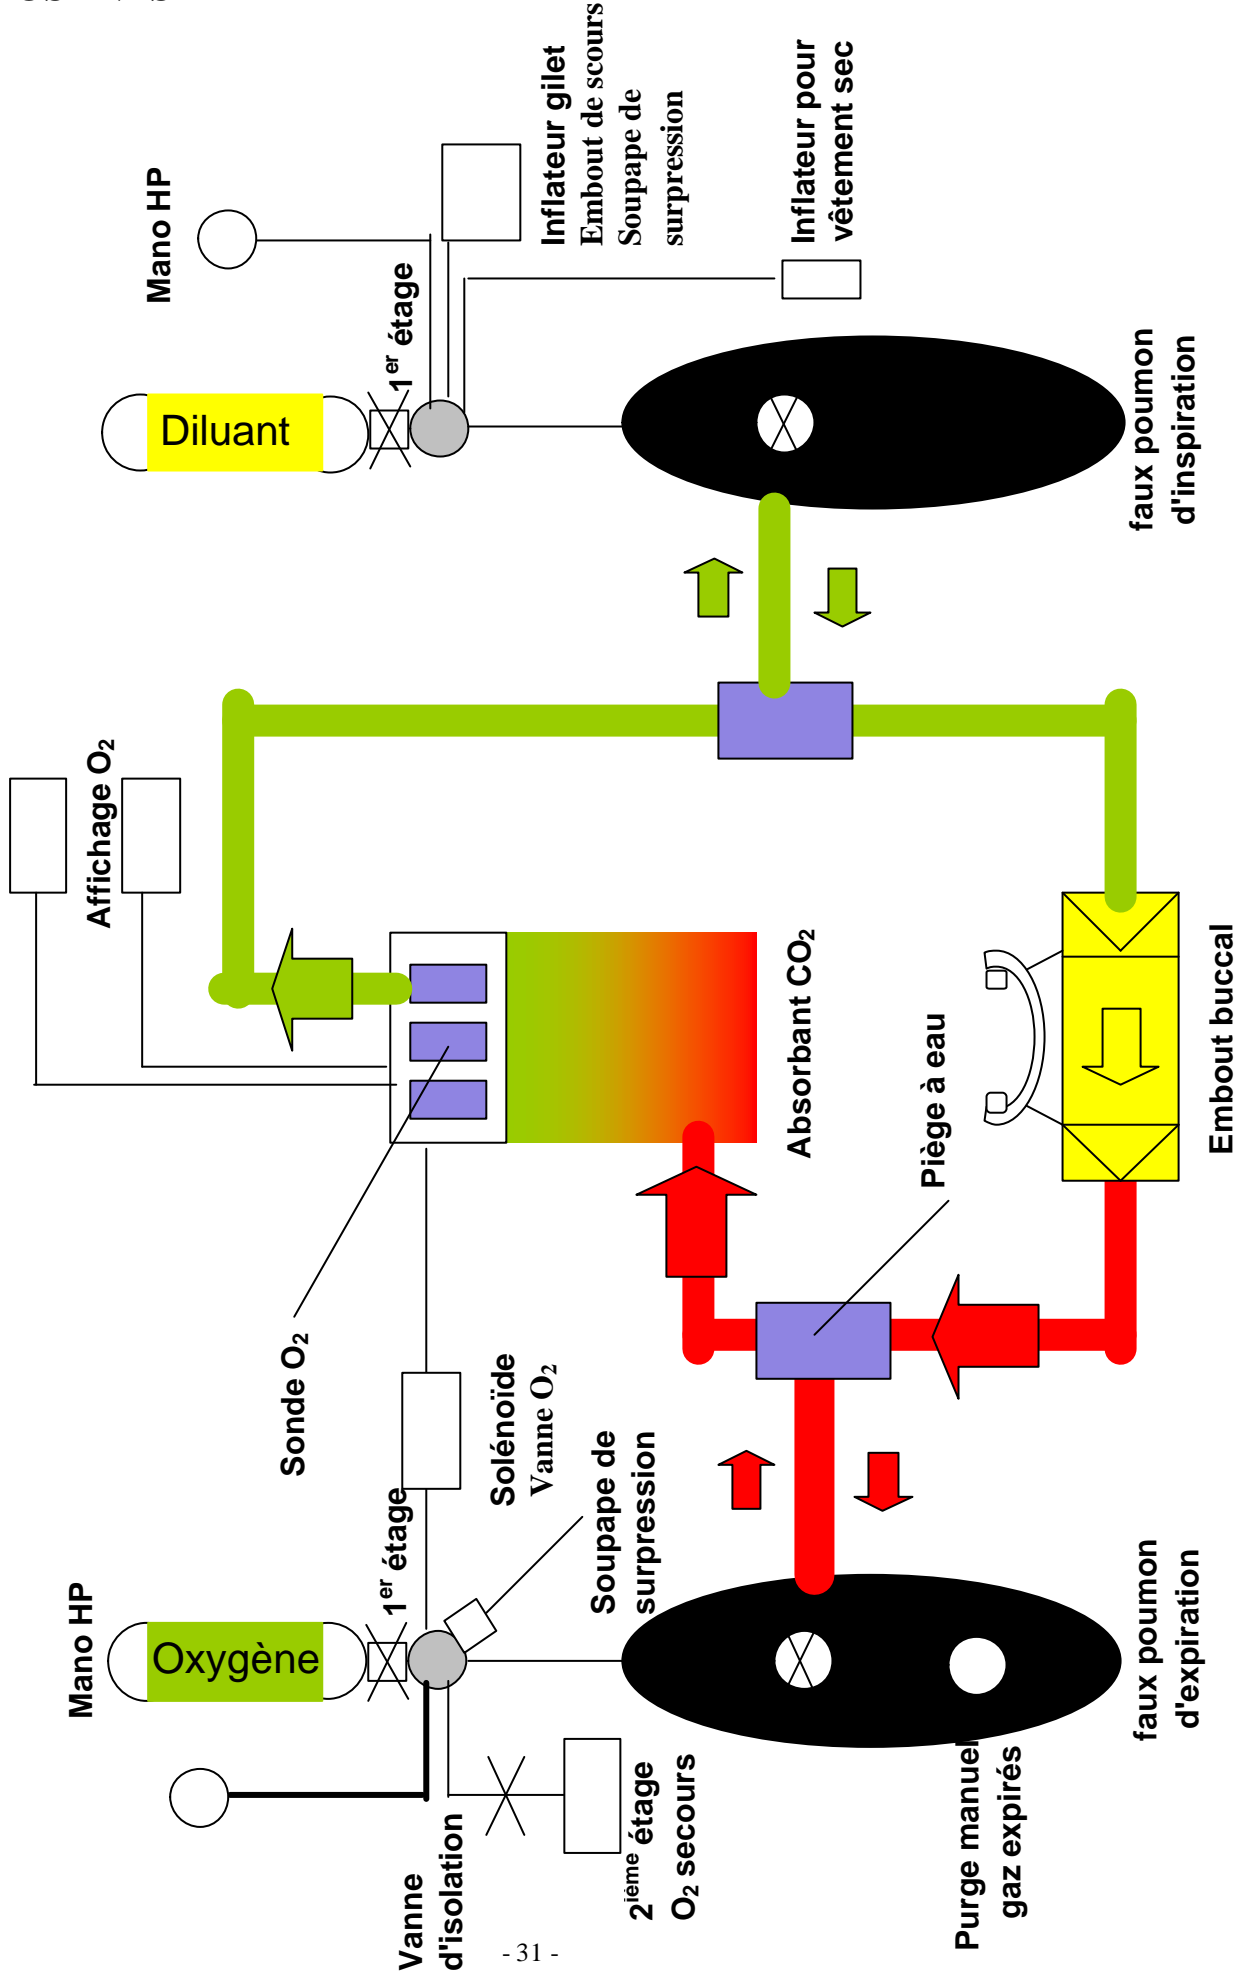 Mano HP
Oxygène
1er étage
Vanne
d'isolation
2ième étage
O2 secours
Solénoïde
Vanne O2
Soupape de
surpression
Purge manuel
gaz expirés
faux poumon
d'expiration
Sonde O2
Affichage O2
Absorbant CO2
Piège à eau
Embout buccal
Mano HP
Diluant
1er étage
Inflateur gilet
Embout de scours
Soupape de
surpression
Inflateur pour
vêtement sec
faux poumon
d'inspiration
- 31 -